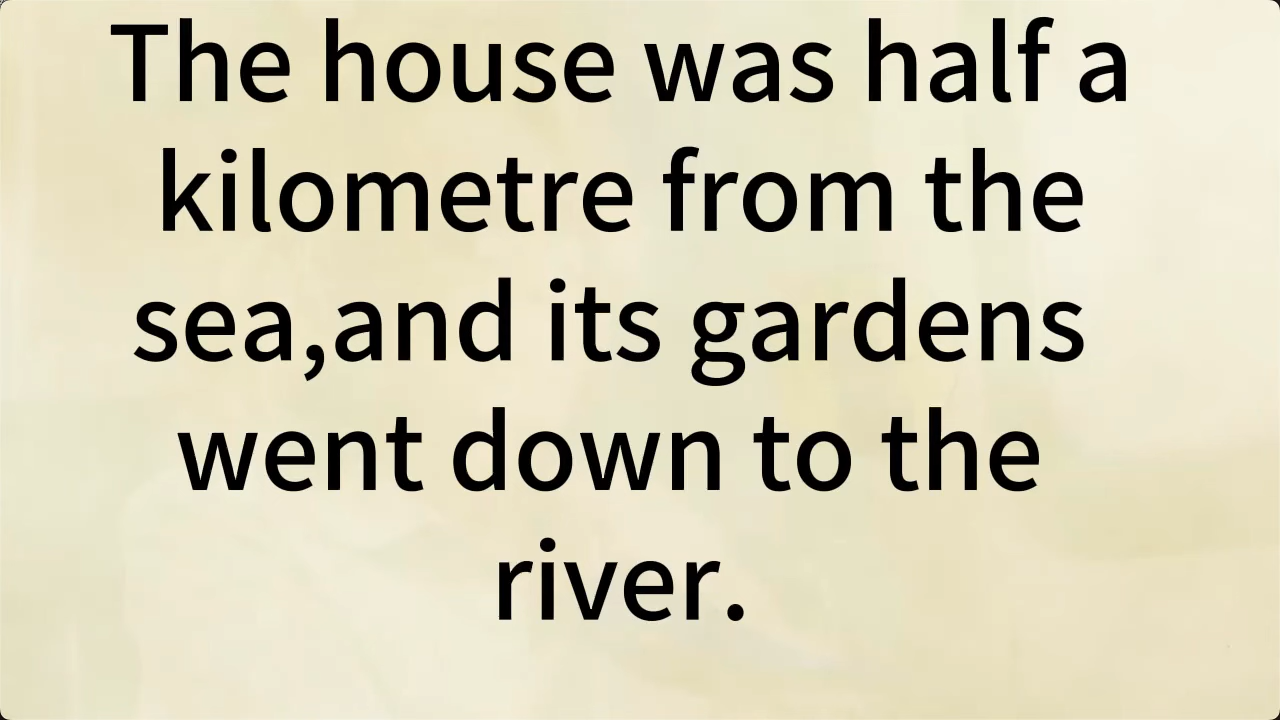 The house was half a
kilometre from the
sea,and its gardens
went down to the
river.